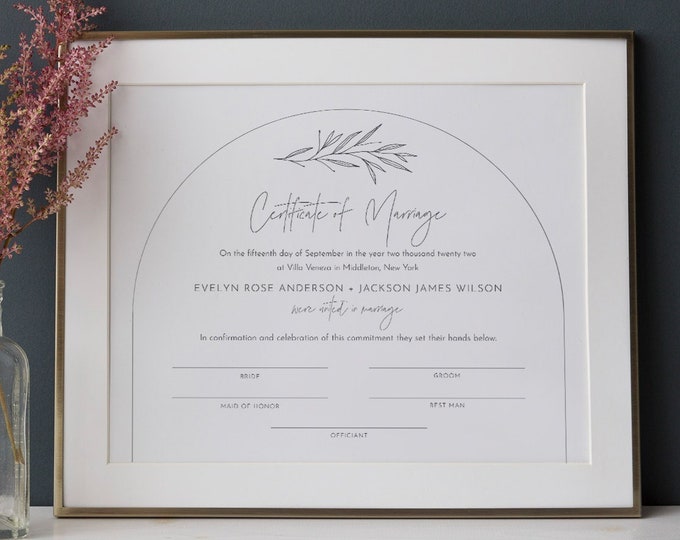 Certificate of Marriage
On the fifteenth day of September in the year two thousand twenty two
at Villa Veneza in Middleton, New York
EVELYN ROSE ANDERSON + JACKSON JAMES WILSON
were united in marriage
In confirmation and celebration of this commitment they set their hands below.
BRIDE GROOM
MAID OF HONOR BEST MAN
OFFICIANT